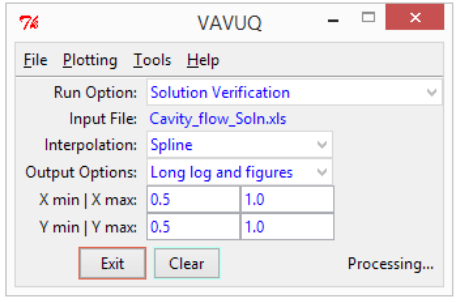 VAVUQ
File Plotting Tools Help
Run Option: Solution Verification
Input File: Cavity_flow_Soln.xls
Interpolation: Spline
Output Options: Long log and figures
X min | X max: 0.5 1.0
Y min | Y max: 0.5 1.0
Exit Clear Processing...